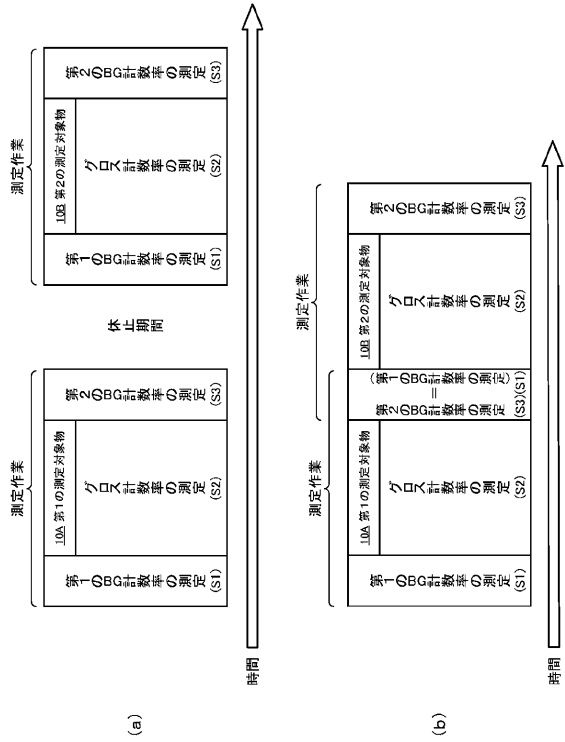 (a)
測定作業
第1のBG計数率の測定
(S1)
10A 第1の測定対象物
グロス計数率の測定
(S2)
第2のBG計数率の測定
(S3)
休止期間
測定作業
第1のBG計数率の測定
(S1)
10B 第2の測定対象物
グロス計数率の測定
(S2)
第2のBG計数率の測定
(S3)
時間
(b)
測定作業
測定作業
第1のBG計数率の測定
(S1)
10A 第1の測定対象物
グロス計数率の測定
(S2)
第2のBG計数率の測定
=
(第1のBG計数率の測定)
(S3)(S1)
10B 第2の測定対象物
グロス計数率の測定
(S2)
第2のBG計数率の測定
(S3)
時間